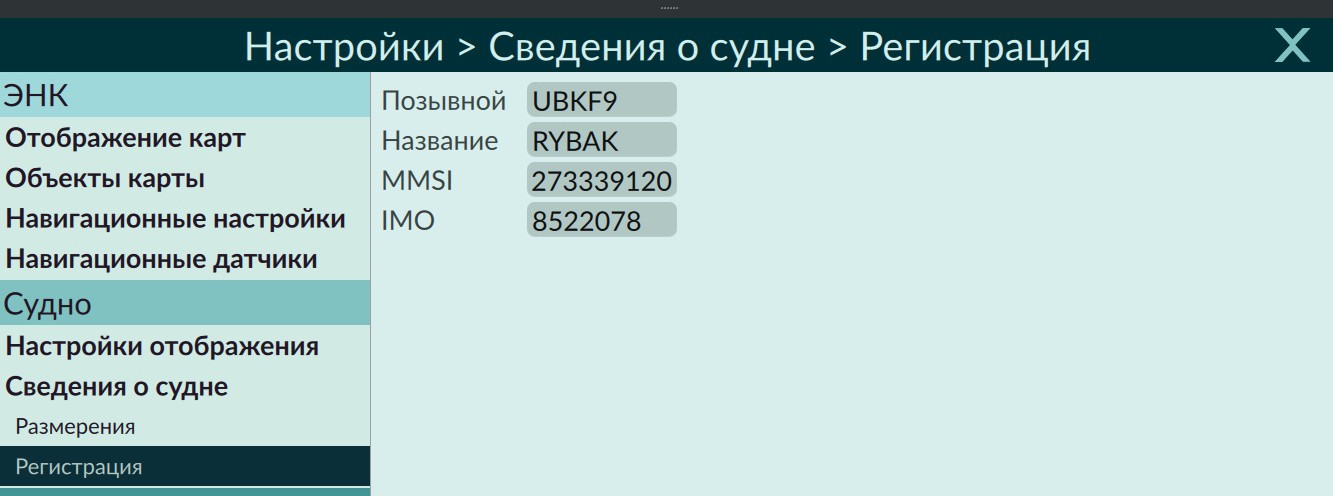 Настройки > Сведения о судне > Регистрация
ЭНК
Отображение карт
Объекты карты
Навигационные настройки
Навигационные датчики
Судно
Настройки отображения
Сведения о судне
Размерения
Регистрация
Позывной UBKF9
Название RYBAK
MMSI 273339120
IMO 8522078